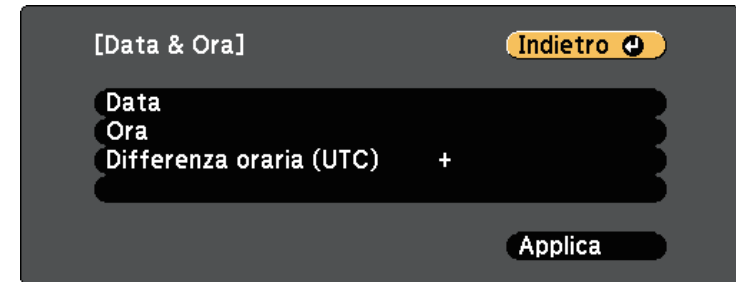 [Data & Ora]
Indietro
Data
Ora
Differenza oraria (UTC) +
Applica